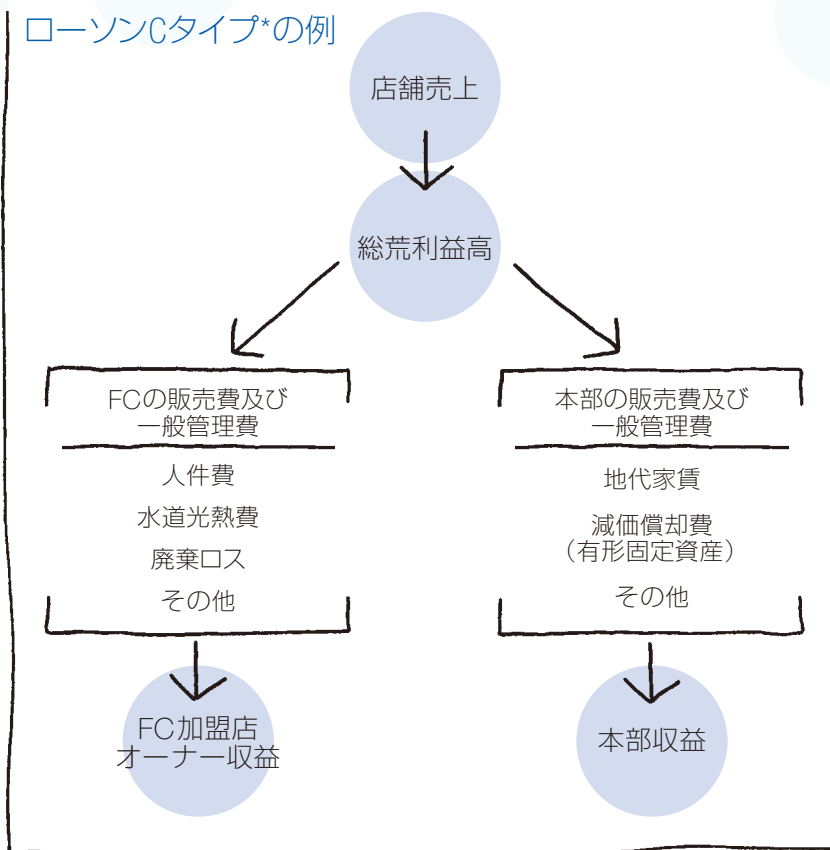 ローソンCタイプ*の例
店舗売上
総荒利益高
FCの販売費及び
一般管理費
人件費
水道光熱費
廃棄ロス
その他
本部の販売費及び
一般管理費
地代家賃
減価償却費
（有形固定資産）
その他
FC加盟店
オーナー収益
本部収益